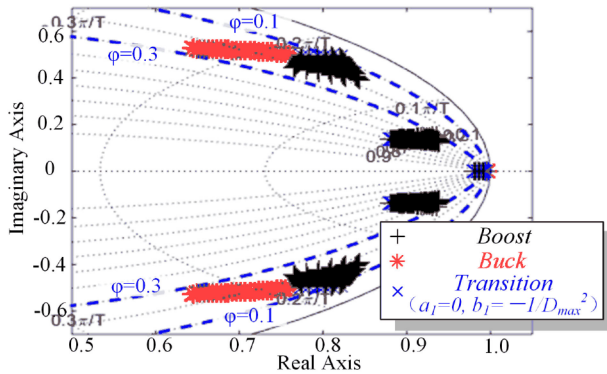 0.3π/T
φ=0.1
0.2π/T
φ=0.3
0.4
0.2
0.1π/T
0.1
0.9
0
-0.2
-0.4
φ=0.3
-0.6
0.2π/T
φ=0.1
0.3π/T
0.5
0.6
0.7
0.8
0.9
1.0
Imaginary Axis
Real Axis
Boost
Buck
Transition
(a₁=0, b₁=−1/Dmax²)